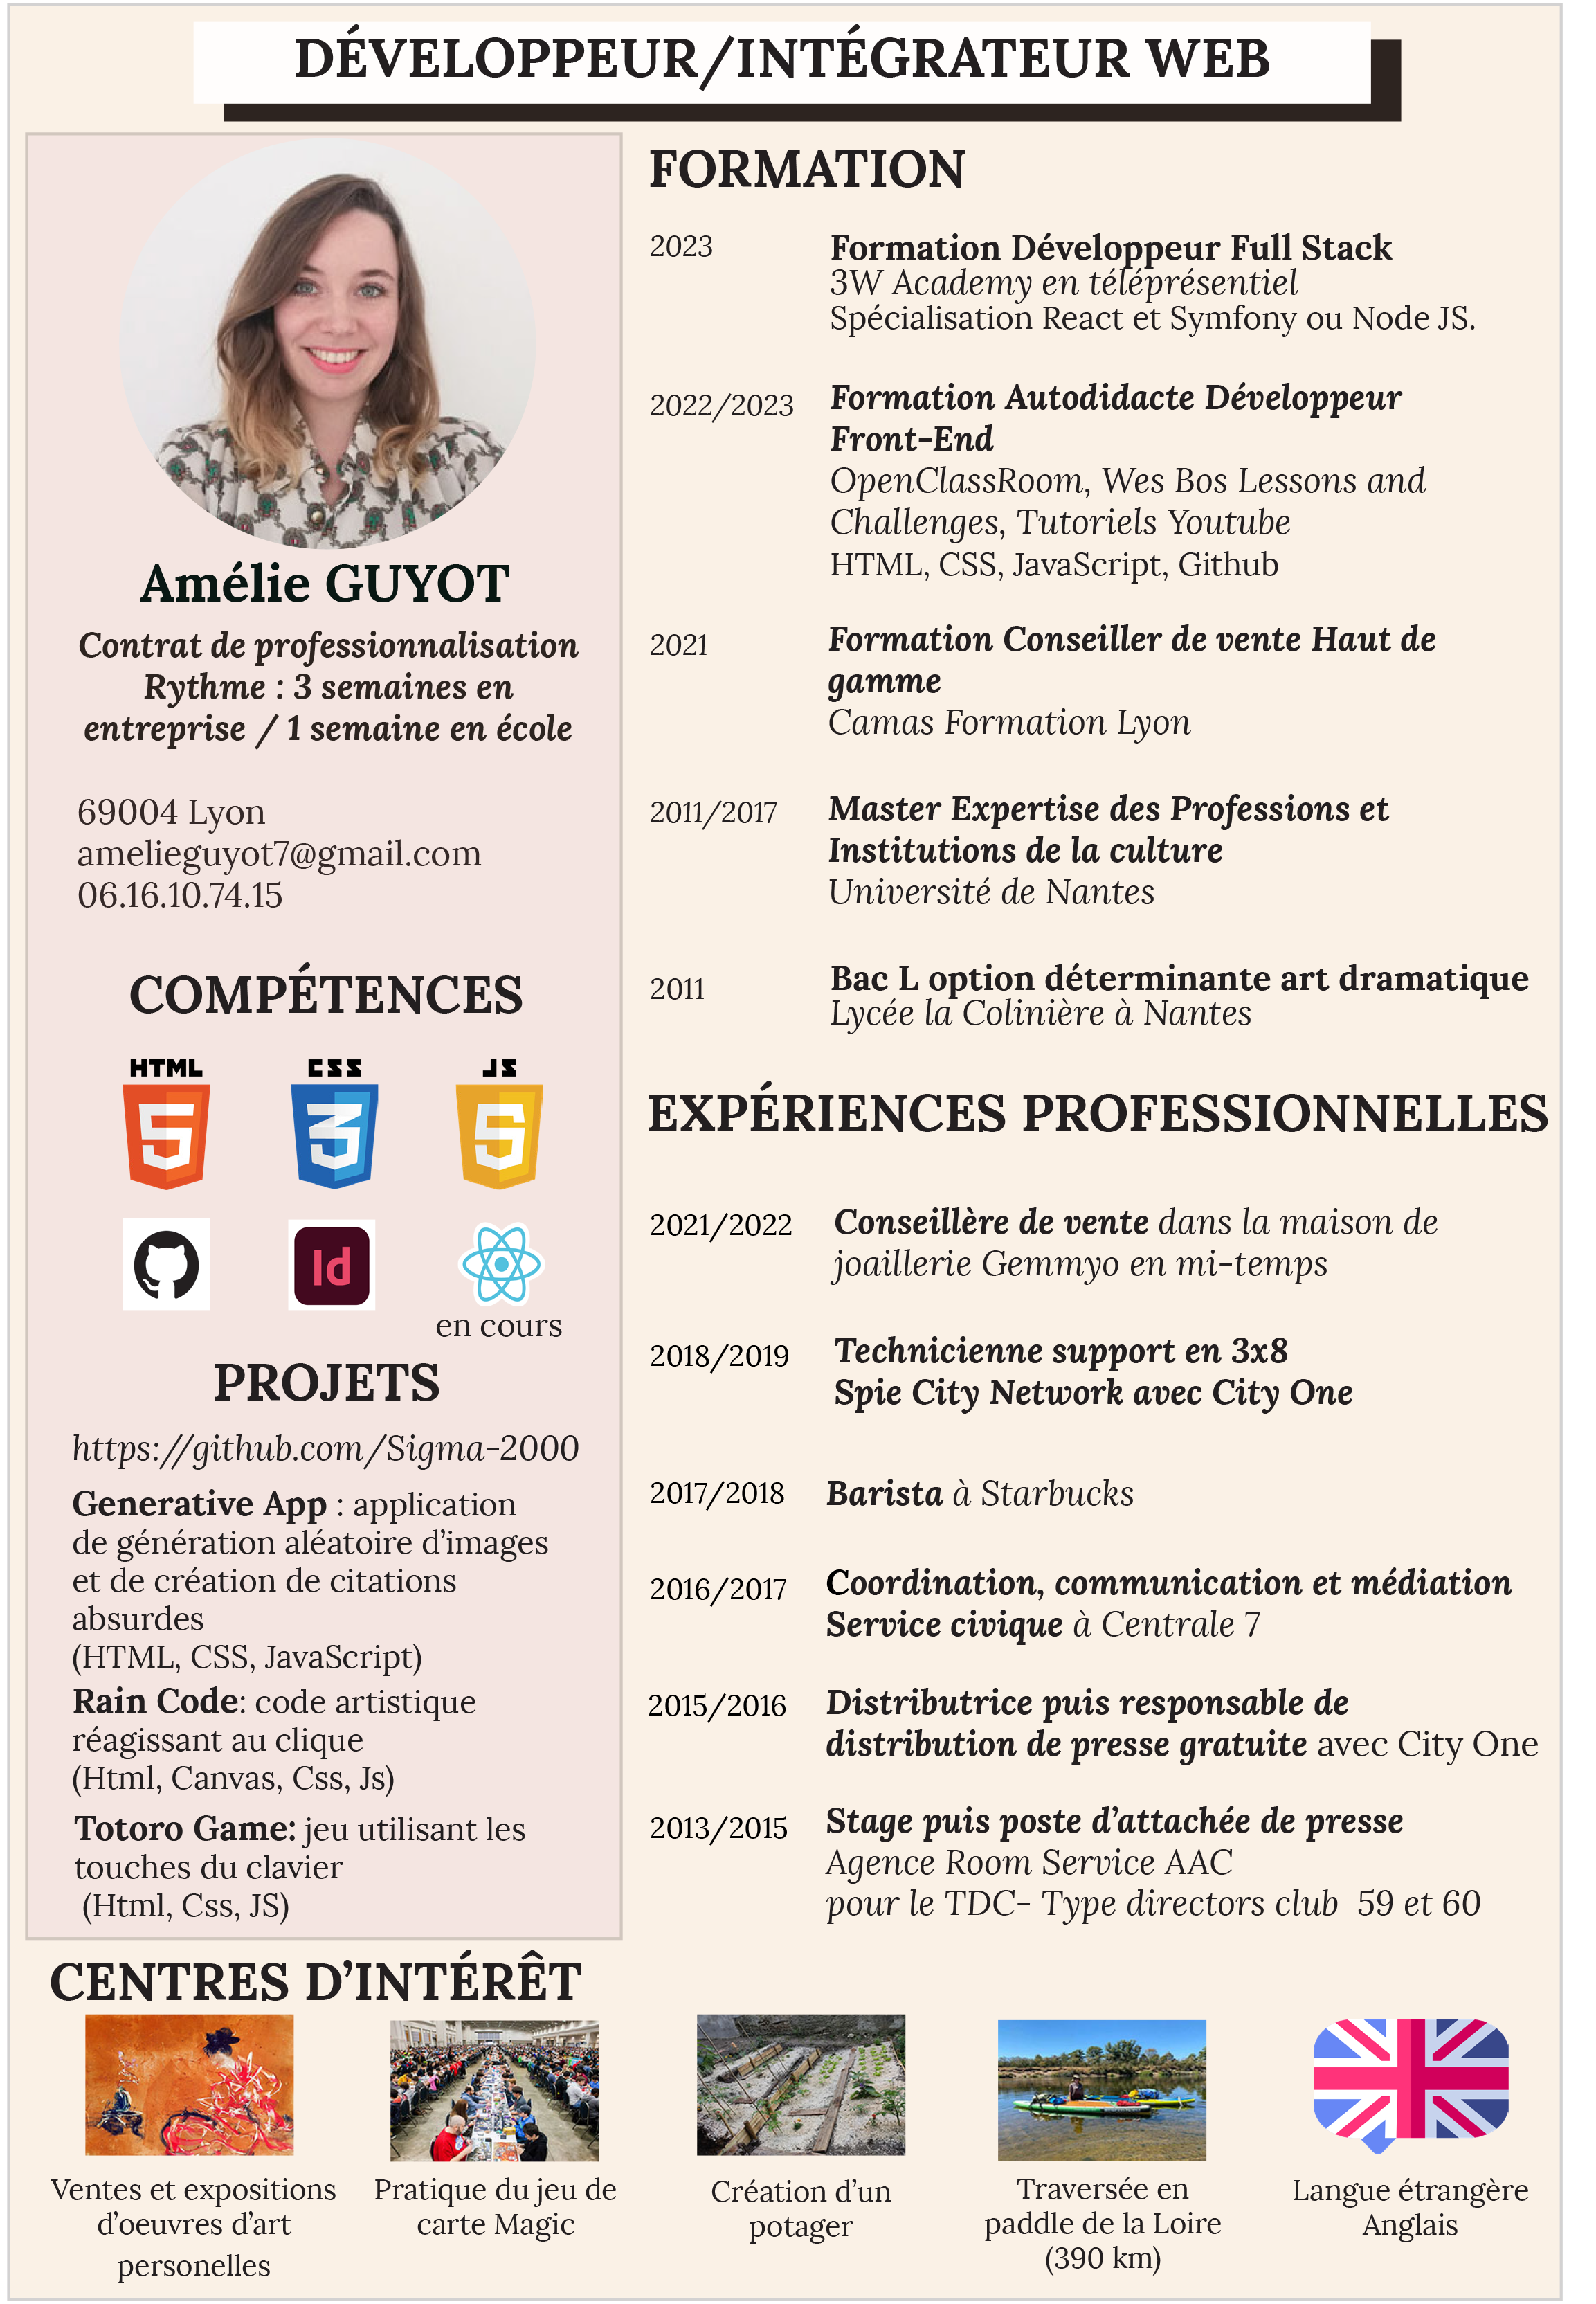 DÉVELOPPEUR/INTÉGRATEUR WEB
Amélie GUYOT
Contrat de professionnalisation
Rythme : 3 semaines en
entreprise / 1 semaine en école
69004 Lyon
amelieguyot7@gmail.com
06.16.10.74.15
COMPÉTENCES
HTML CSS JS
5 3 5
Id
en cours
PROJETS
https://github.com/Sigma-2000
Generative App : application
de génération aléatoire d’images
et de création de citations
absurdes
(HTML, CSS, JavaScript)
Rain Code: code artistique
réagissant au clique
(Html, Canvas, Css, Js)
Totoro Game: jeu utilisant les
touches du clavier
(Html, Css, JS)
FORMATION
2023 Formation Développeur Full Stack
3W Academy en téléprésentiel
Spécialisation React et Symfony ou Node JS.
2022/2023 Formation Autodidacte Développeur
Front-End
OpenClassRoom, Wes Bos Lessons and
Challenges, Tutoriels Youtube
HTML, CSS, JavaScript, Github
2021 Formation Conseiller de vente Haut de
gamme
Camas Formation Lyon
2011/2017 Master Expertise des Professions et
Institutions de la culture
Université de Nantes
2011 Bac L option déterminante art dramatique
Lycée la Colinière à Nantes
EXPÉRIENCES PROFESSIONNELLES
2021/2022 Conseillère de vente dans la maison de
joaillerie Gemmyo en mi-temps
2018/2019 Technicienne support en 3x8
Spie City Network avec City One
2017/2018 Barista à Starbucks
2016/2017 Coordination, communication et médiation
Service civique à Centrale 7
2015/2016 Distributrice puis responsable de
distribution de presse gratuite avec City One
2013/2015 Stage puis poste d’attachée de presse
Agence Room Service AAC
pour le TDC- Type directors club 59 et 60
CENTRES D’INTÉRÊT
Ventes et expositions
d’oeuvres d’art
personelles
Pratique du jeu de
carte Magic
Création d’un
potager
Traversée en
paddle de la Loire
(390 km)
Langue étrangère
Anglais